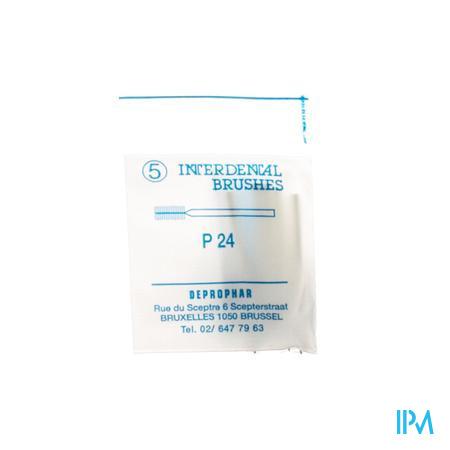 5 INTERDENTAL
BRUSHES
P 24
DEPROPHAR
Rue du Sceptre 6 Scepterstraat
BRUXELLES 1050 BRUSSEL
Tel. 02/ 647 79 63
IPM